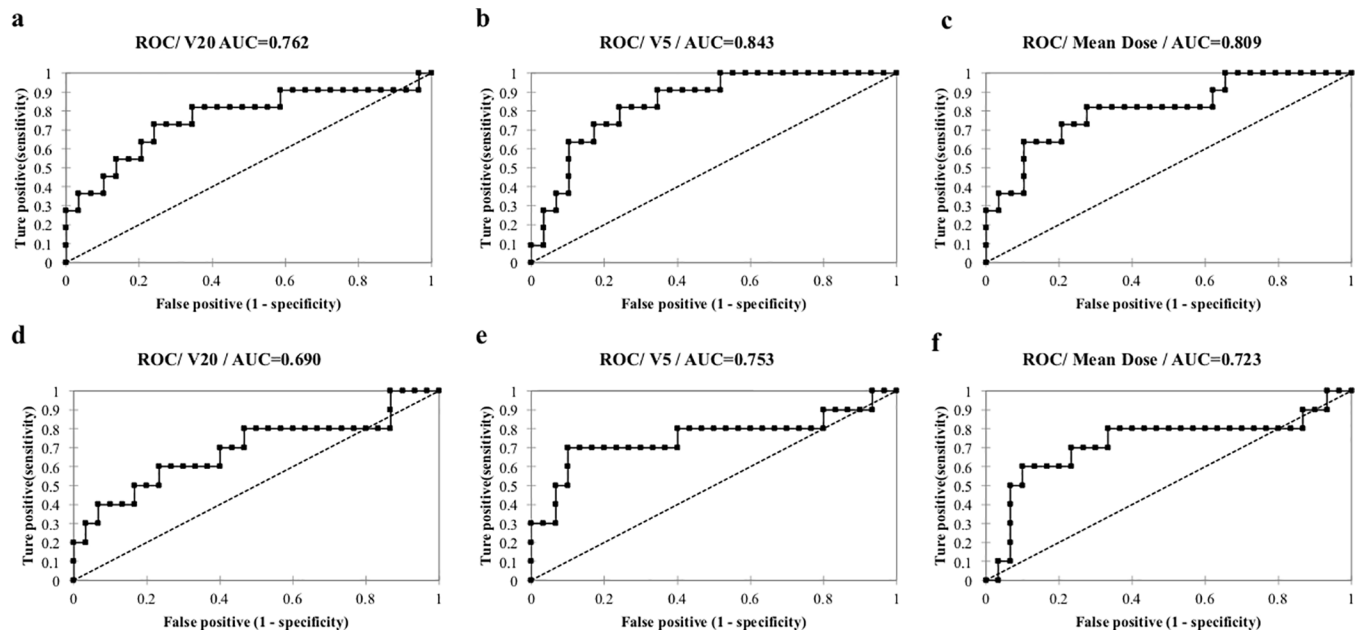 a
ROC/ V20 AUC=0.762
Ture positive(sensitivity)
1
0.9
0.8
0.7
0.6
0.5
0.4
0.3
0.2
0.1
0
0 0.2 0.4 0.6 0.8 1
False positive (1 - specificity)
b
ROC/ V5 / AUC=0.843
Ture positive(sensitivity)
1
0.9
0.8
0.7
0.6
0.5
0.4
0.3
0.2
0.1
0
0 0.2 0.4 0.6 0.8 1
False positive (1 - specificity)
c
ROC/ Mean Dose / AUC=0.809
Ture positive(sensitivity)
1
0.9
0.8
0.7
0.6
0.5
0.4
0.3
0.2
0.1
0
0 0.2 0.4 0.6 0.8 1
False positive (1 - specificity)
d
ROC/ V20 / AUC=0.690
Ture positive(sensitivity)
1
0.9
0.8
0.7
0.6
0.5
0.4
0.3
0.2
0.1
0
0 0.2 0.4 0.6 0.8 1
False positive (1 - specificity)
e
ROC/ V5 / AUC=0.753
Ture positive(sensitivity)
1
0.9
0.8
0.7
0.6
0.5
0.4
0.3
0.2
0.1
0
0 0.2 0.4 0.6 0.8 1
False positive (1 - specificity)
f
ROC/ Mean Dose / AUC=0.723
Ture positive(sensitivity)
1
0.9
0.8
0.7
0.6
0.5
0.4
0.3
0.2
0.1
0
0 0.2 0.4 0.6 0.8 1
False positive (1 - specificity)